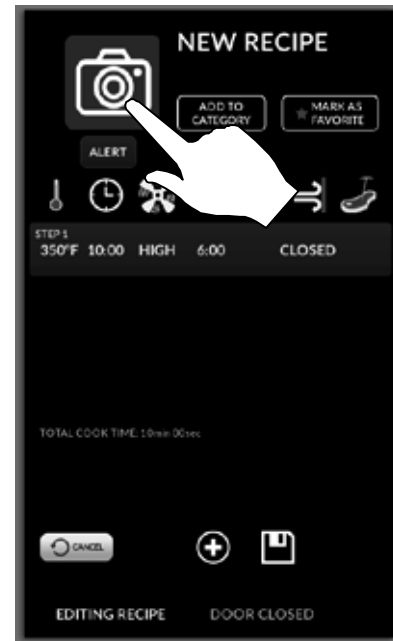 NEW RECIPE
ADD TO
CATEGORY
MARK AS
FAVORITE
ALERT
STEP 1
350°F 10:00 HIGH 6:00 CLOSED
TOTAL COOK TIME: 10min 00sec
CANCEL
EDITING RECIPE DOOR CLOSED